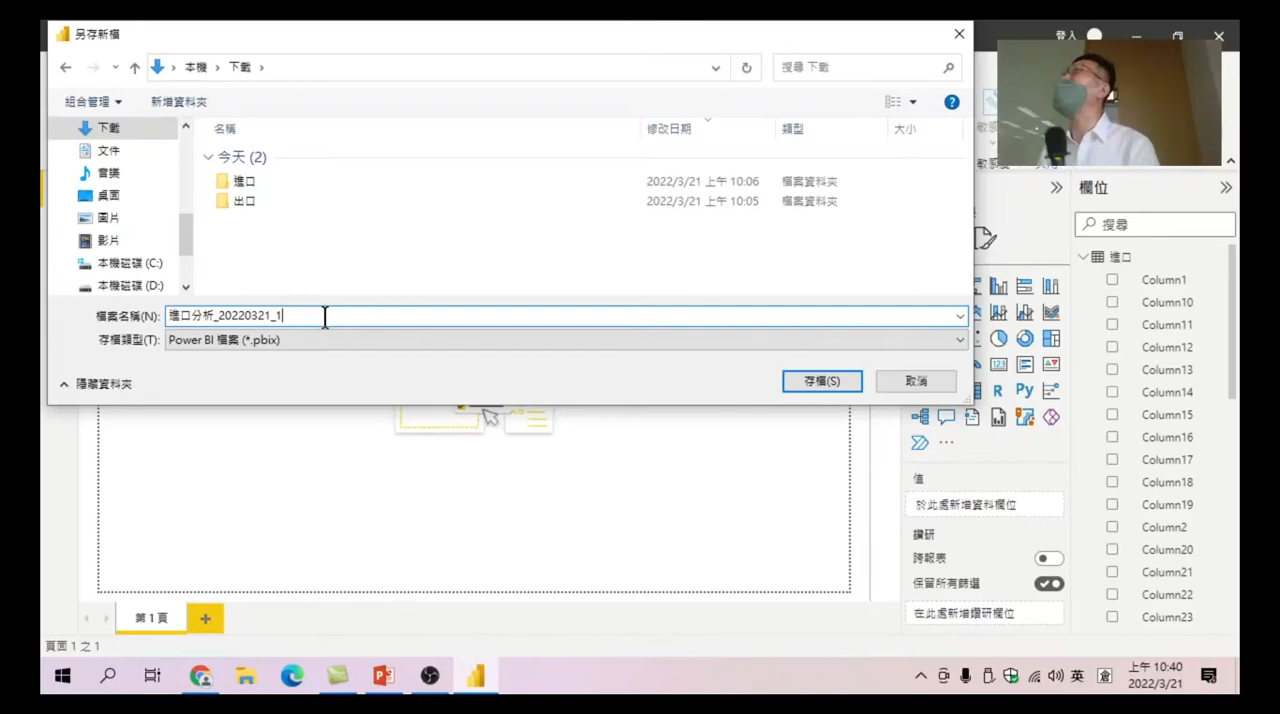 另存新檔
登入
本機 › 下載 ›
搜尋 下載
組合管理
新增資料夾
下載
文件
音樂
桌面
圖片
影片
本機磁碟 (C:)
本機磁碟 (D:)
名稱
修改日期
類型
大小
今天 (2)
進口
2022/3/21 上午 10:06
檔案資料夾
出口
2022/3/21 上午 10:05
檔案資料夾
檔案名稱(N):
進口分析_20220321_1
存檔類型(T):
Power BI 檔案 (*.pbix)
隱藏資料夾
存檔(S)
取消
欄位
搜尋
進口
Column1
Column10
Column11
Column12
Column13
Column14
Column15
Column16
Column17
Column18
Column19
Column2
Column20
Column21
Column22
Column23
123
R
Py
值
於此處新增資料欄位
鑽研
跨報表
保留所有篩選
在此處新增鑽研欄位
第 1 頁
頁面 1 之 1
英
倉
上午 10:40
2022/3/21